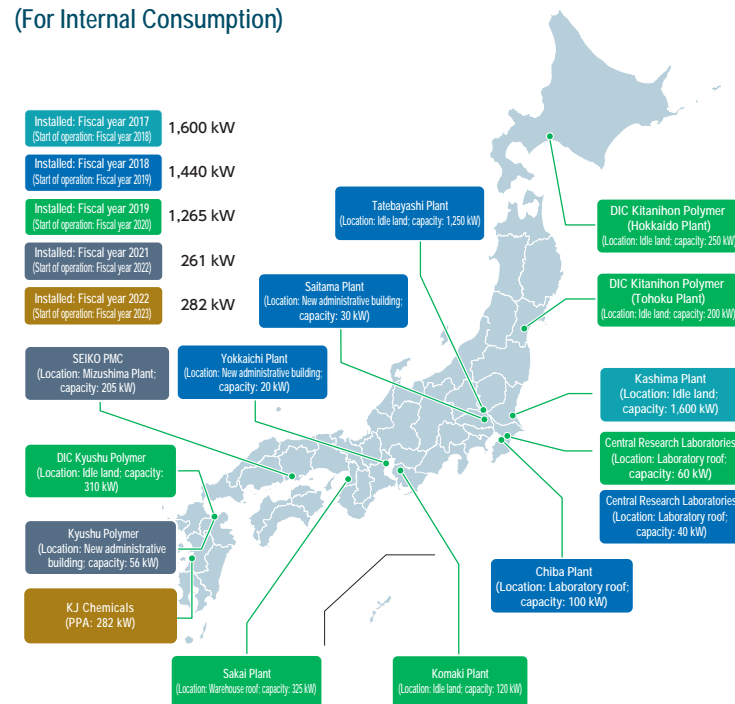 (For Internal Consumption)
Installed: Fiscal year 2017
(Start of operation: Fiscal year 2018)
1,600 kW
Installed: Fiscal year 2018
(Start of operation: Fiscal year 2019)
1,440 kW
Installed: Fiscal year 2019
(Start of operation: Fiscal year 2020)
1,265 kW
Installed: Fiscal year 2021
(Start of operation: Fiscal year 2022)
261 kW
Installed: Fiscal year 2022
(Start of operation: Fiscal year 2023)
282 kW
Tatebayashi Plant
(Location: Idle land; capacity: 1,250 kW)
DIC Kitanihon Polymer
(Hokkaido Plant)
(Location: Idle land; capacity: 250 kW)
Saitama Plant
(Location: New administrative building;
capacity: 30 kW)
DIC Kitanihon Polymer
(Tohoku Plant)
(Location: Idle land; capacity: 200 kW)
SEIKO PMC
(Location: Mizushima Plant;
capacity: 205 kW)
Yokkaichi Plant
(Location: New administrative building;
capacity: 20 kW)
Kashima Plant
(Location: Idle land;
capacity: 1,600 kW)
DIC Kyushu Polymer
(Location: Idle land; capacity:
310 kW)
Central Research Laboratories
(Location: Laboratory roof;
capacity: 60 kW)
Kyushu Polymer
(Location: New administrative
building; capacity: 56 kW)
Central Research Laboratories
(Location: Laboratory roof;
capacity: 40 kW)
Chiba Plant
(Location: Laboratory roof;
capacity: 100 kW)
KJ Chemicals
(PPA: 282 kW)
Sakai Plant
(Location: Warehouse roof; capacity: 325 kW)
Komaki Plant
(Location: Idle land; capacity: 120 kW)